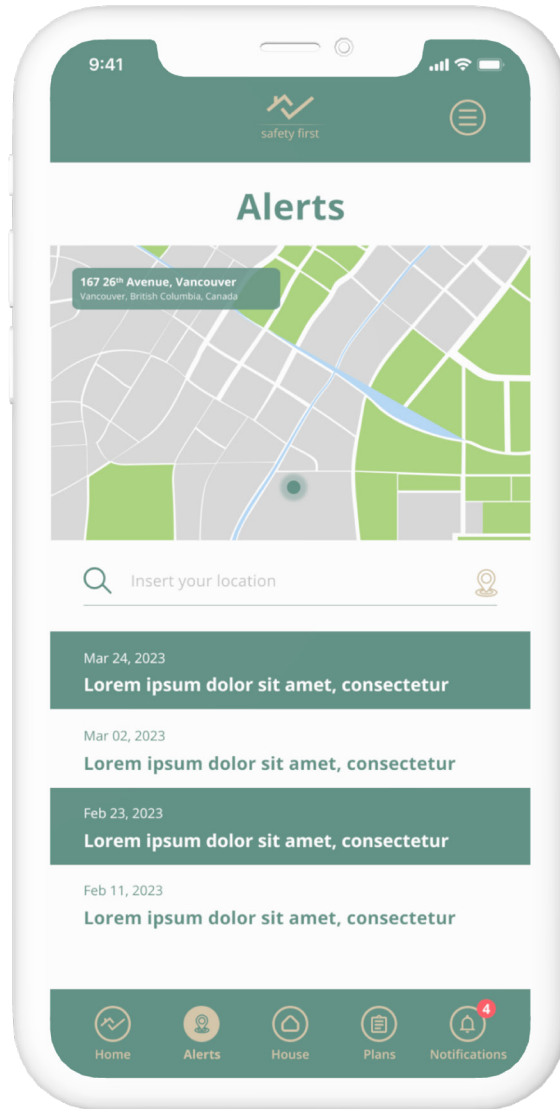 9:41
safety first
Alerts
167 26th Avenue, Vancouver
Vancouver, British Columbia, Canada
Insert your location
Mar 24, 2023
Lorem ipsum dolor sit amet, consectetur
Mar 02, 2023
Lorem ipsum dolor sit amet, consectetur
Feb 23, 2023
Lorem ipsum dolor sit amet, consectetur
Feb 11, 2023
Lorem ipsum dolor sit amet, consectetur
4
Home Alerts House Plans Notifications